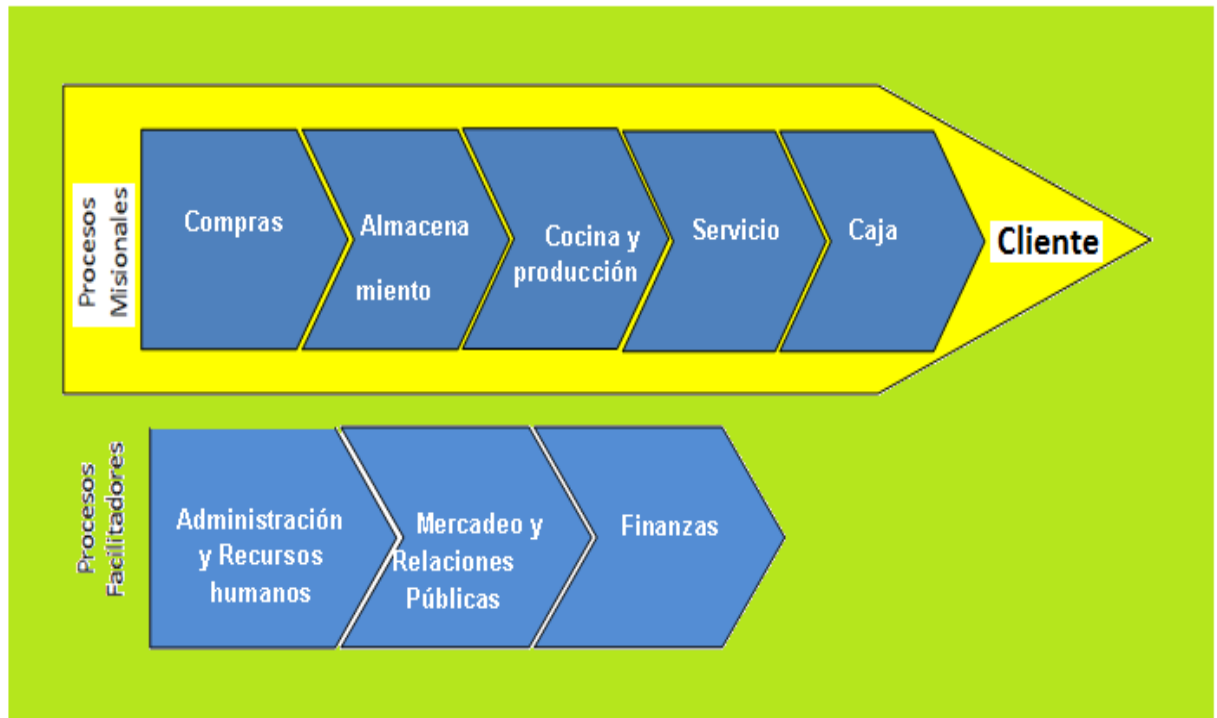 Procesos
Misionales
Compras
Almacena
miento
Cocina y
producción
Servicio
Caja
Cliente
Procesos
Facilitadores
Administración
y Recursos
humanos
Mercadeo y
Relaciones
Públicas
Finanzas